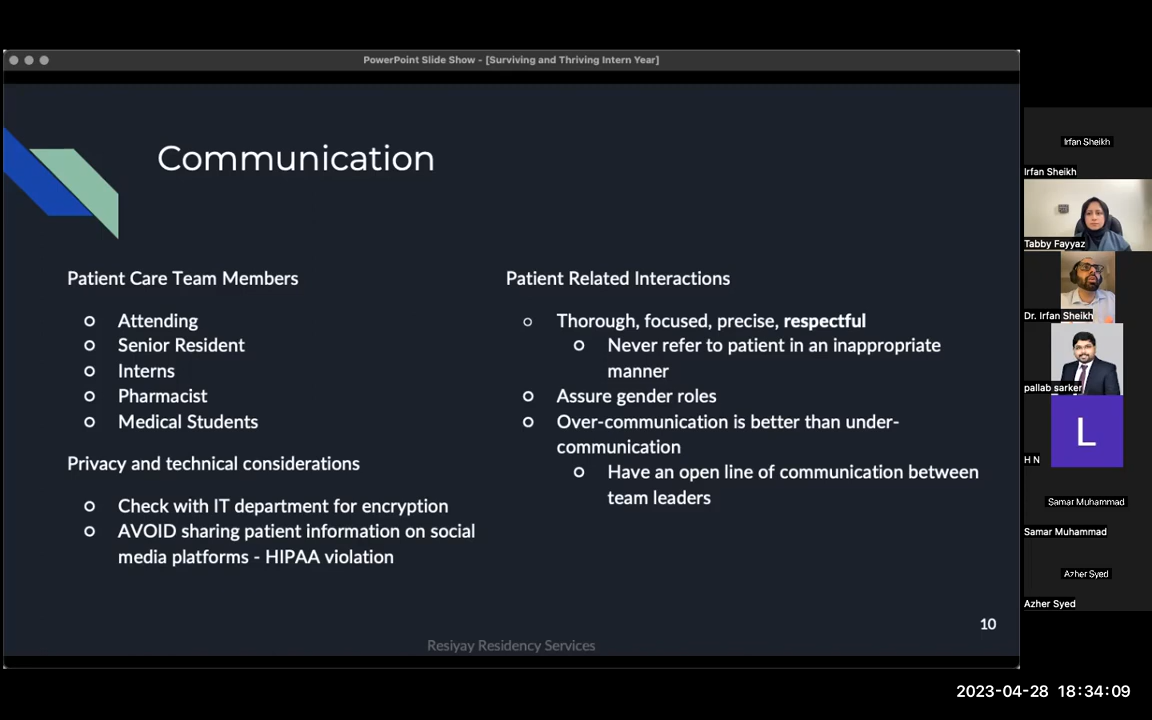 PowerPoint Slide Show - [Surviving and Thriving Intern Year]
Communication
Patient Care Team Members
Attending
Senior Resident
Interns
Pharmacist
Medical Students
Privacy and technical considerations
Check with IT department for encryption
AVOID sharing patient information on social
media platforms - HIPAA violation
Patient Related Interactions
Thorough, focused, precise, respectful
Never refer to patient in an inappropriate
manner
Assure gender roles
Over-communication is better than under-
communication
Have an open line of communication between
team leaders
10
Resiyay Residency Services
Irfan Sheikh
Irfan Sheikh
Tabby Fayyaz
Dr. Irfan Sheikh
pallab sarker
L
H N
Samar Muhammad
Samar Muhammad
Azher Syed
Azher Syed
2023-04-28 18:34:09